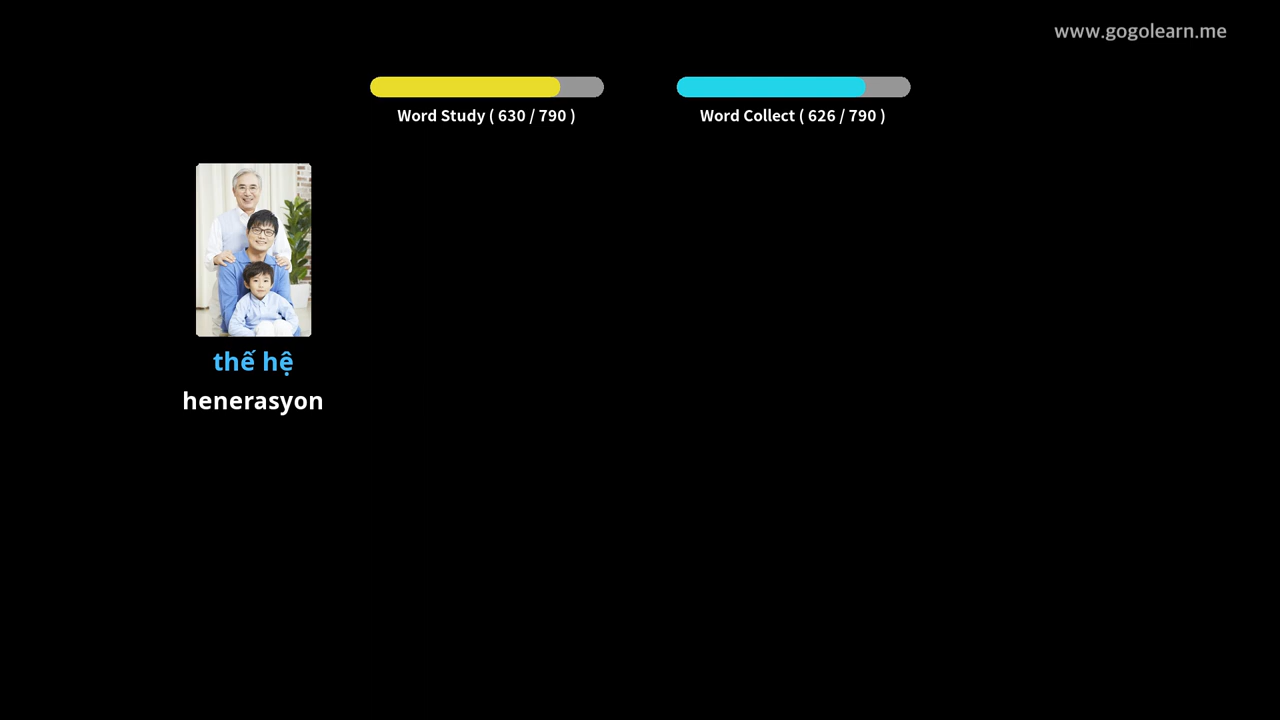 www.gogolearn.me
Word Study ( 630 / 790 )
Word Collect ( 626 / 790 )
thế hệ
henerasyon